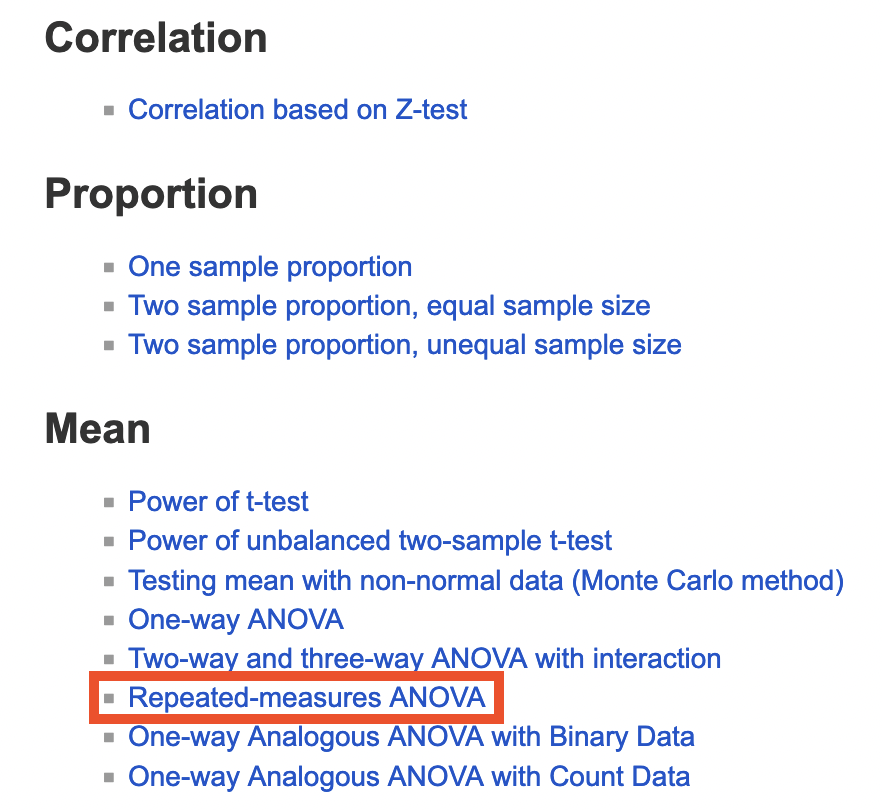 Correlation
Correlation based on Z-test
Proportion
One sample proportion
Two sample proportion, equal sample size
Two sample proportion, unequal sample size
Mean
Power of t-test
Power of unbalanced two-sample t-test
Testing mean with non-normal data (Monte Carlo method)
One-way ANOVA
Two-way and three-way ANOVA with interaction
Repeated-measures ANOVA
One-way Analogous ANOVA with Binary Data
One-way Analogous ANOVA with Count Data